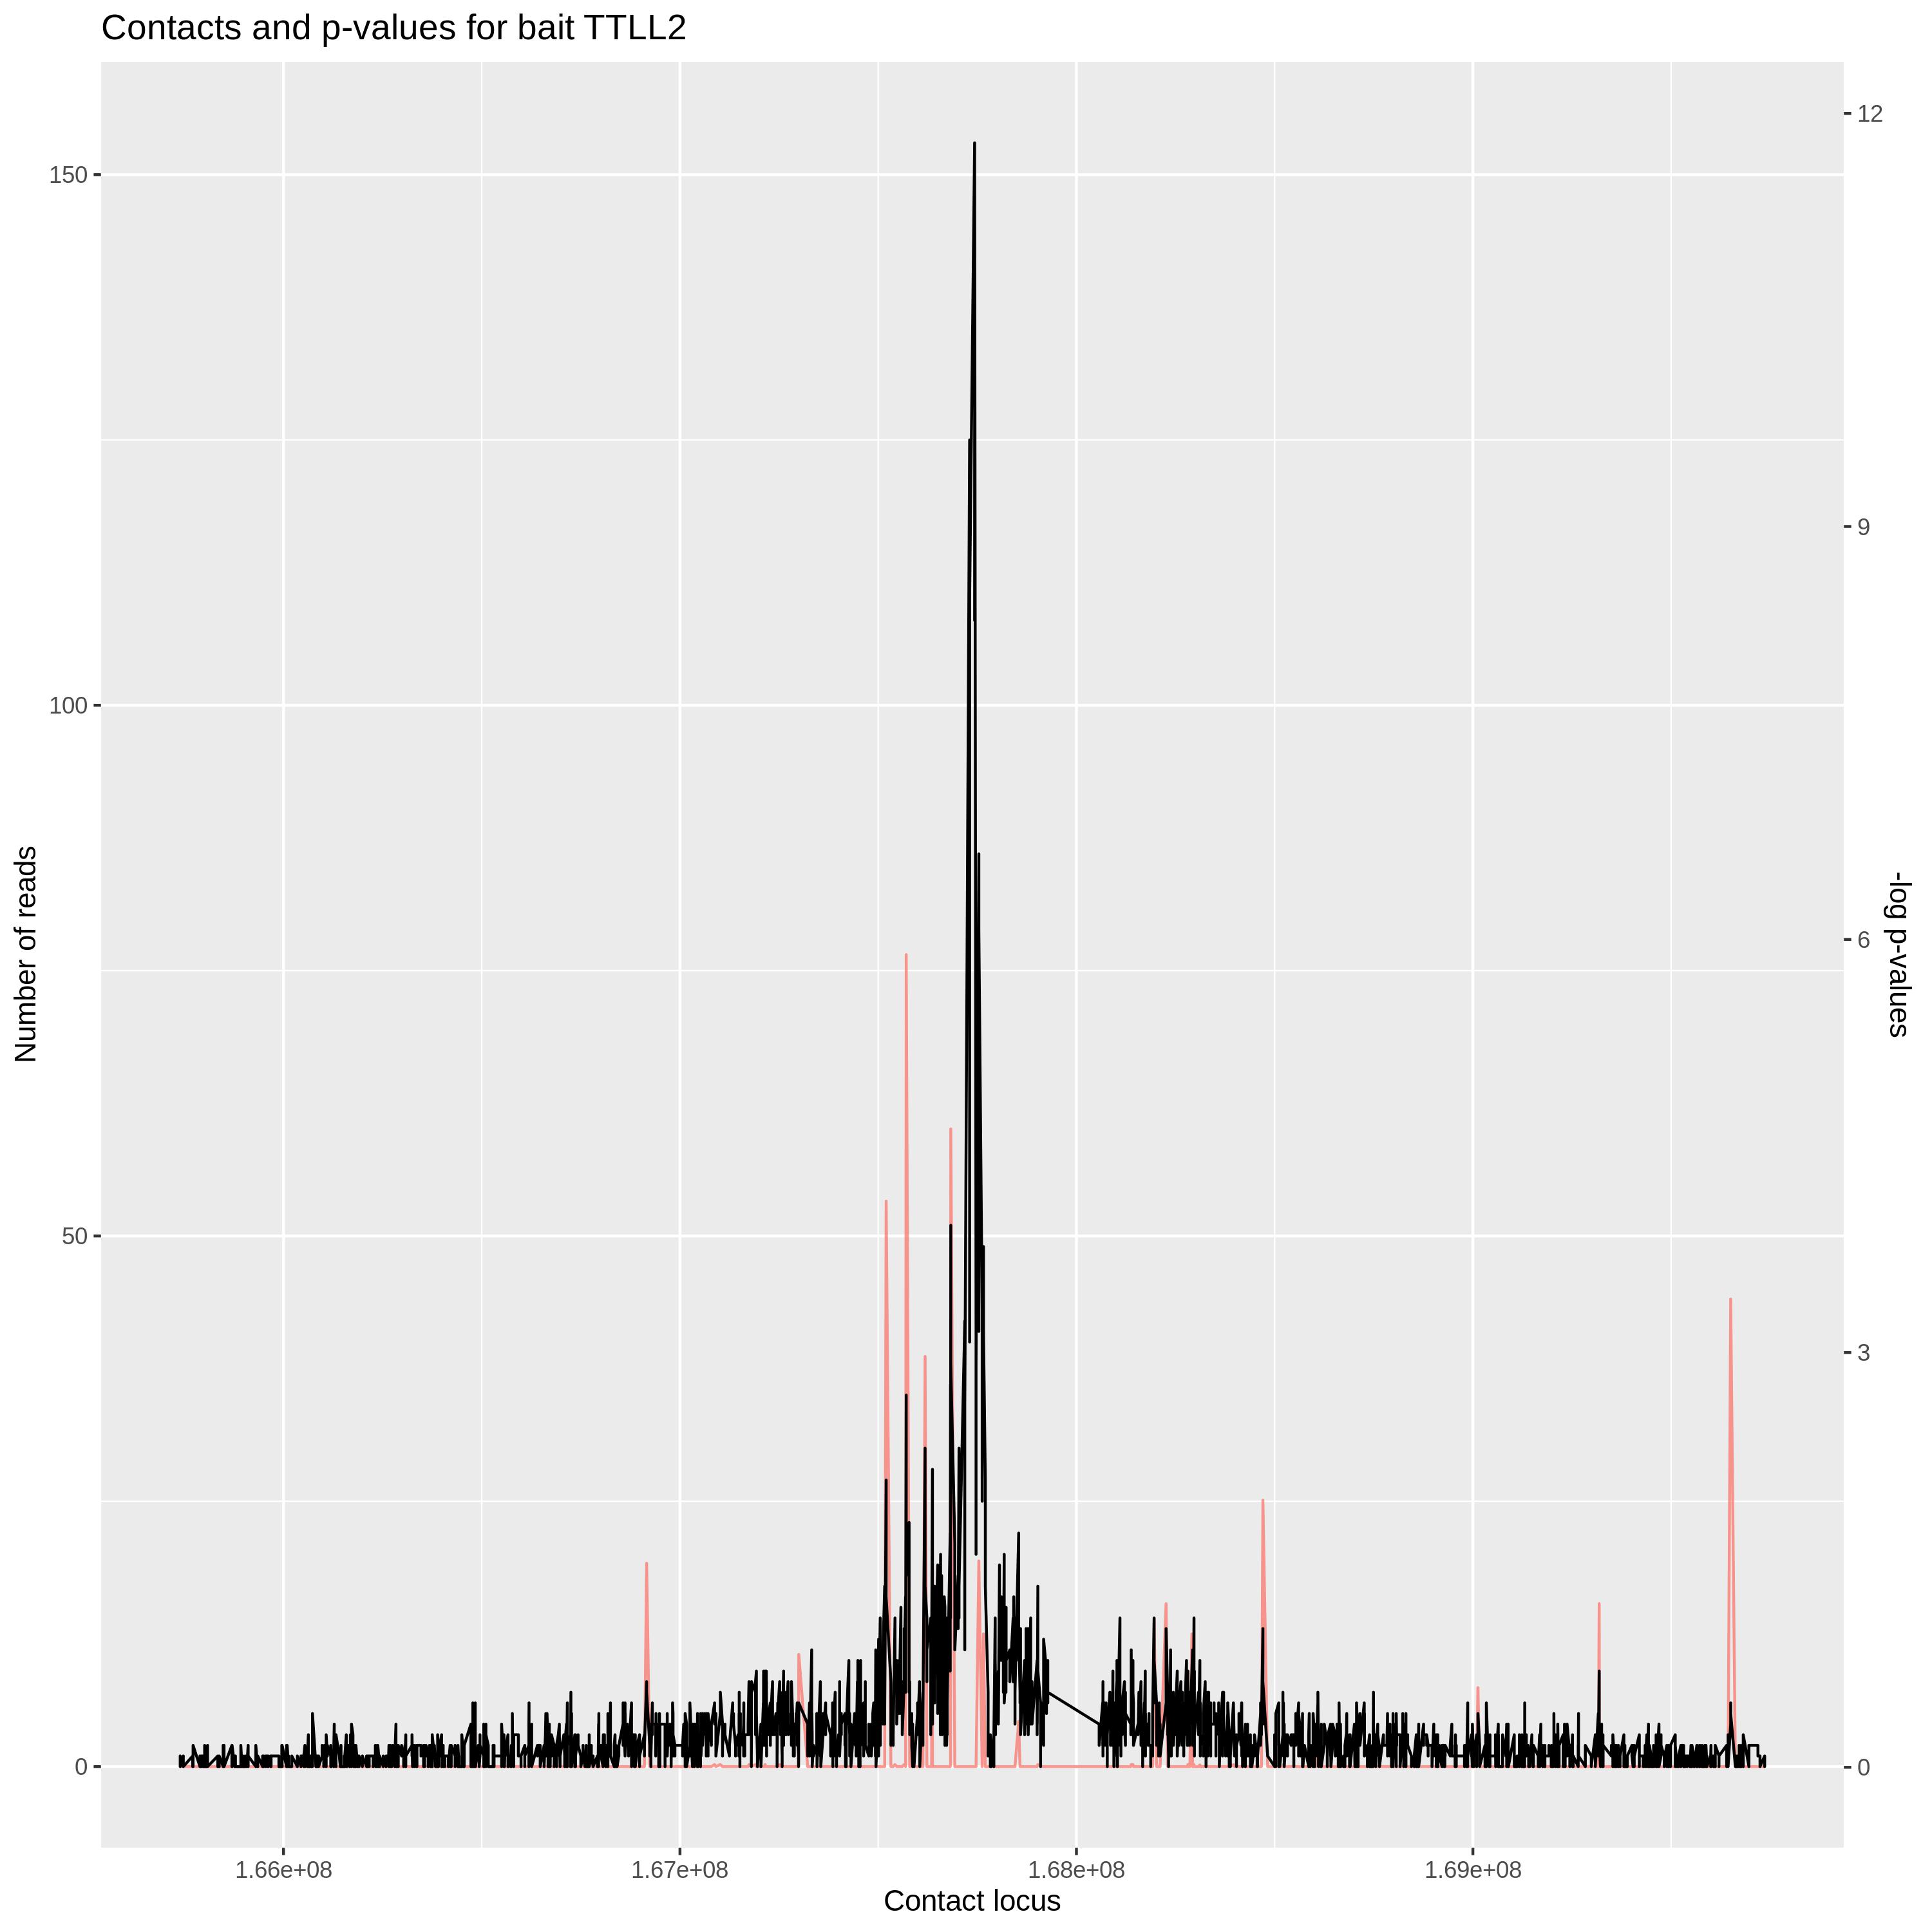 Contacts and p-values for bait TTLL2
150
100
50
0
Number of reads
12
9
6
3
0
-log p-values
1.66e+08
1.67e+08
1.68e+08
1.69e+08
Contact locus